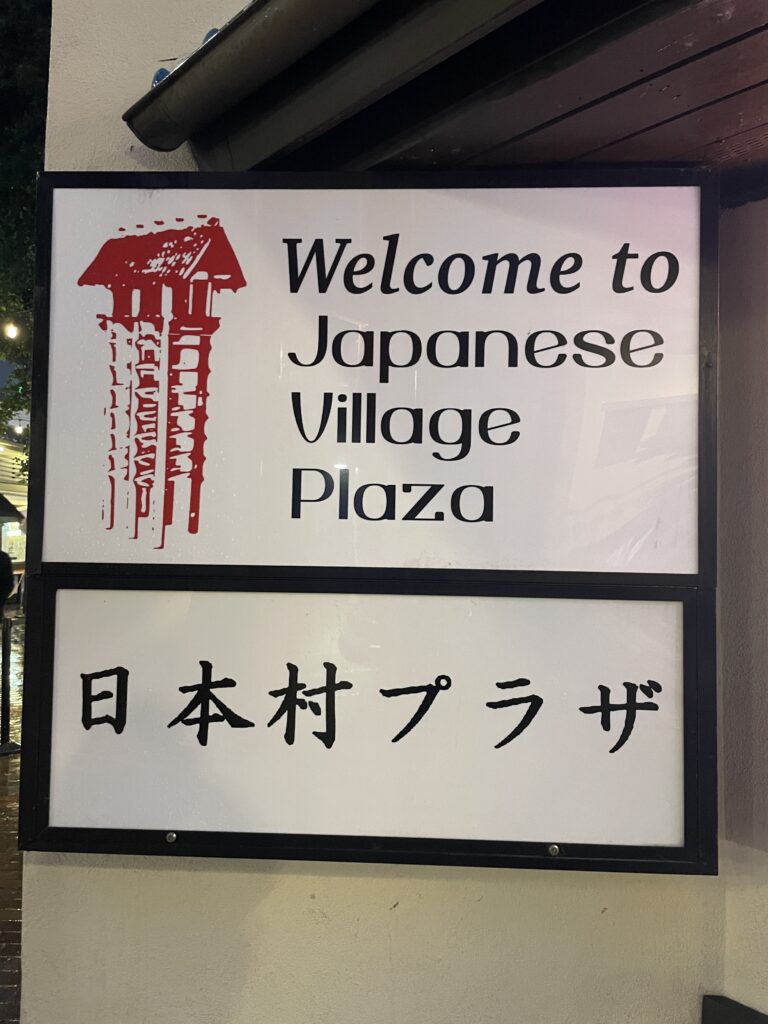 Welcome to
Japanese
Village
Plaza
日本村プラザ